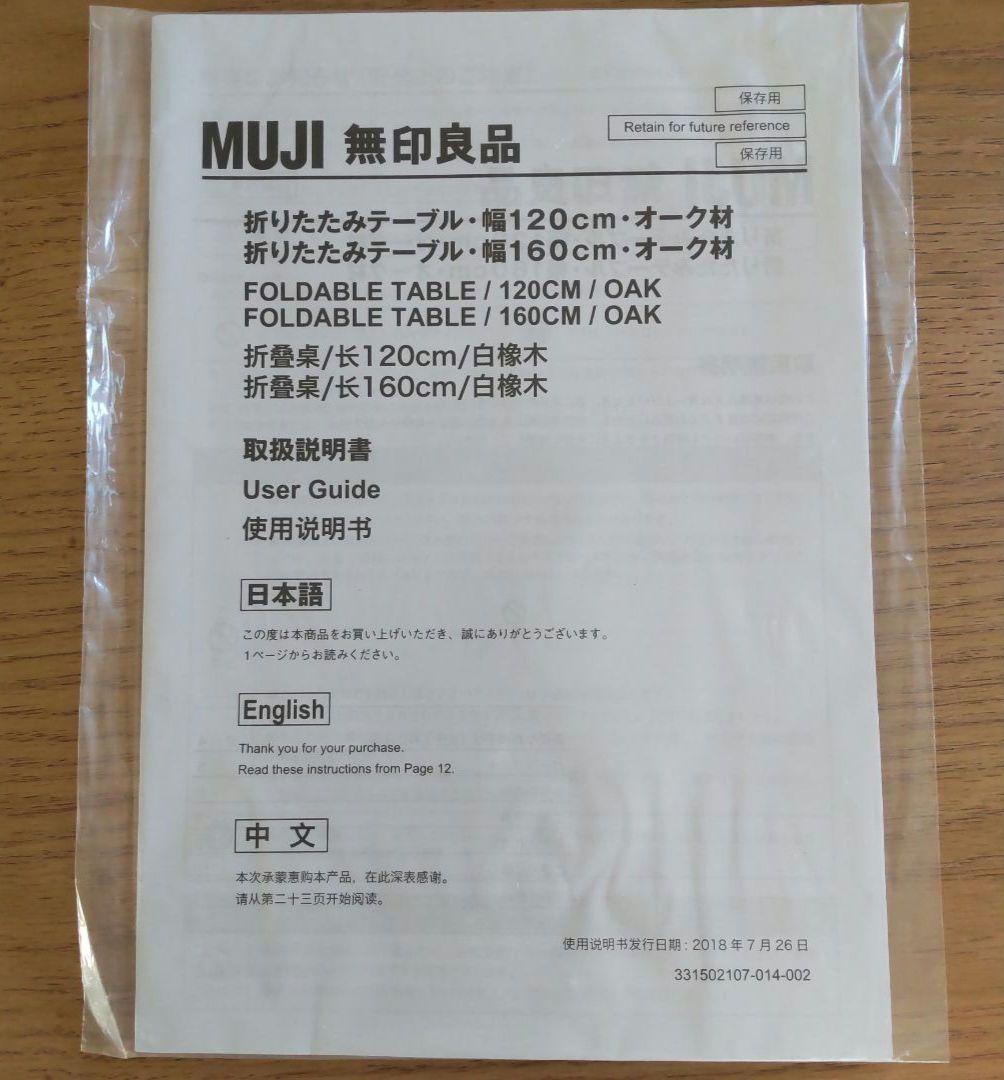 保存用
Retain for future reference
保存用
MUJI 無印良品
折りたたみテーブル・幅120cm・オーク材
折りたたみテーブル・幅160cm・オーク材
FOLDABLE TABLE / 120CM / OAK
FOLDABLE TABLE / 160CM / OAK
折叠桌/长120cm/白橡木
折叠桌/长160cm/白橡木
取扱説明書
User Guide
使用说明书
日本語
この度は本商品をお買い上げいただき、誠にありがとうございます。
1ページからお読みください。
English
Thank you for your purchase.
Read these instructions from Page 12.
中 文
本次承蒙惠购本产品，在此深表感谢。
请从第二十三页开始阅读。
使用说明书发行日期 : 2018 年 7 月 26 日
331502107-014-002